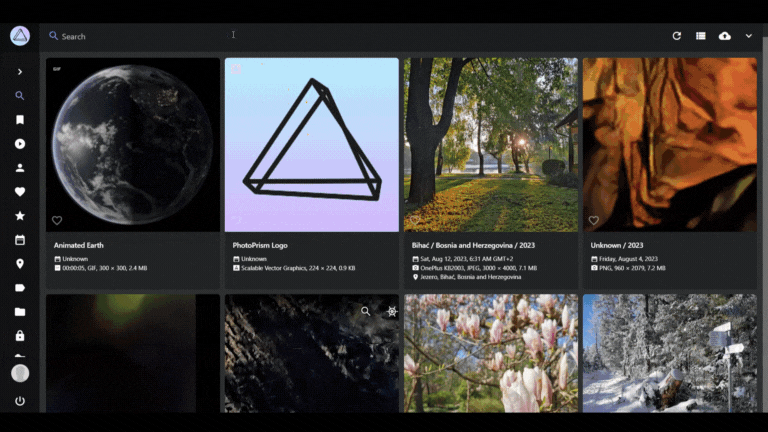 Search
GIF
Animated Earth
Unknown
00:00:05, GIF, 300 × 300, 2.4 MB
PhotoPrism Logo
Unknown
Scalable Vector Graphics, 224 × 224, 0.9 KB
Bihać / Bosnia and Herzegovina / 2023
Sat, Aug 12, 2023, 6:31 AM GMT+2
OnePlus KB2003, JPEG, 3000 × 4000, 7.1 MB
Jezero, Bihać, Bosnia and Herzegovina
Unknown / 2023
Friday, August 4, 2023
PNG, 960 × 2079, 7.2 MB